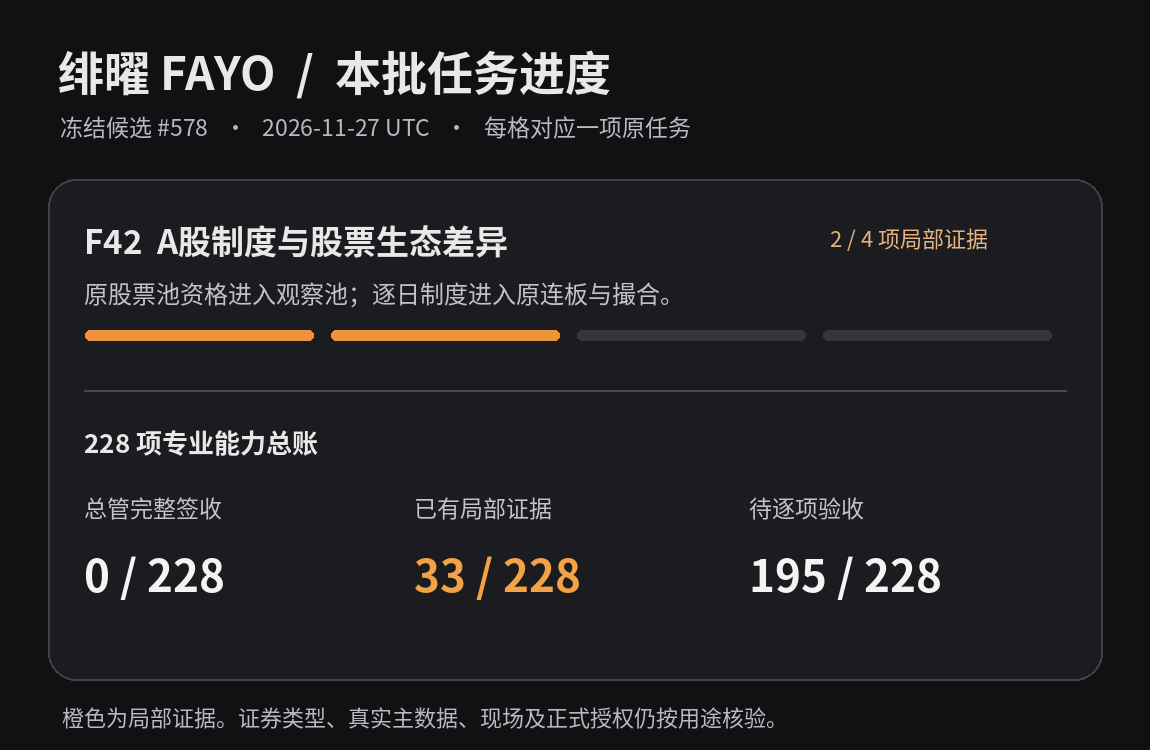 绯曜 FAYO / 本批任务进度
冻结候选 #578 • 2026-11-27 UTC • 每格对应一项原任务
F42 A股制度与股票生态差异
2 / 4 项局部证据
原股票池资格进入观察池；逐日制度进入原连板与撮合。
228 项专业能力总账
总管完整签收
已有局部证据
待逐项验收
0 / 228
33 / 228
195 / 228
橙色为局部证据。证券类型、真实主数据、现场及正式授权仍按用途核验。